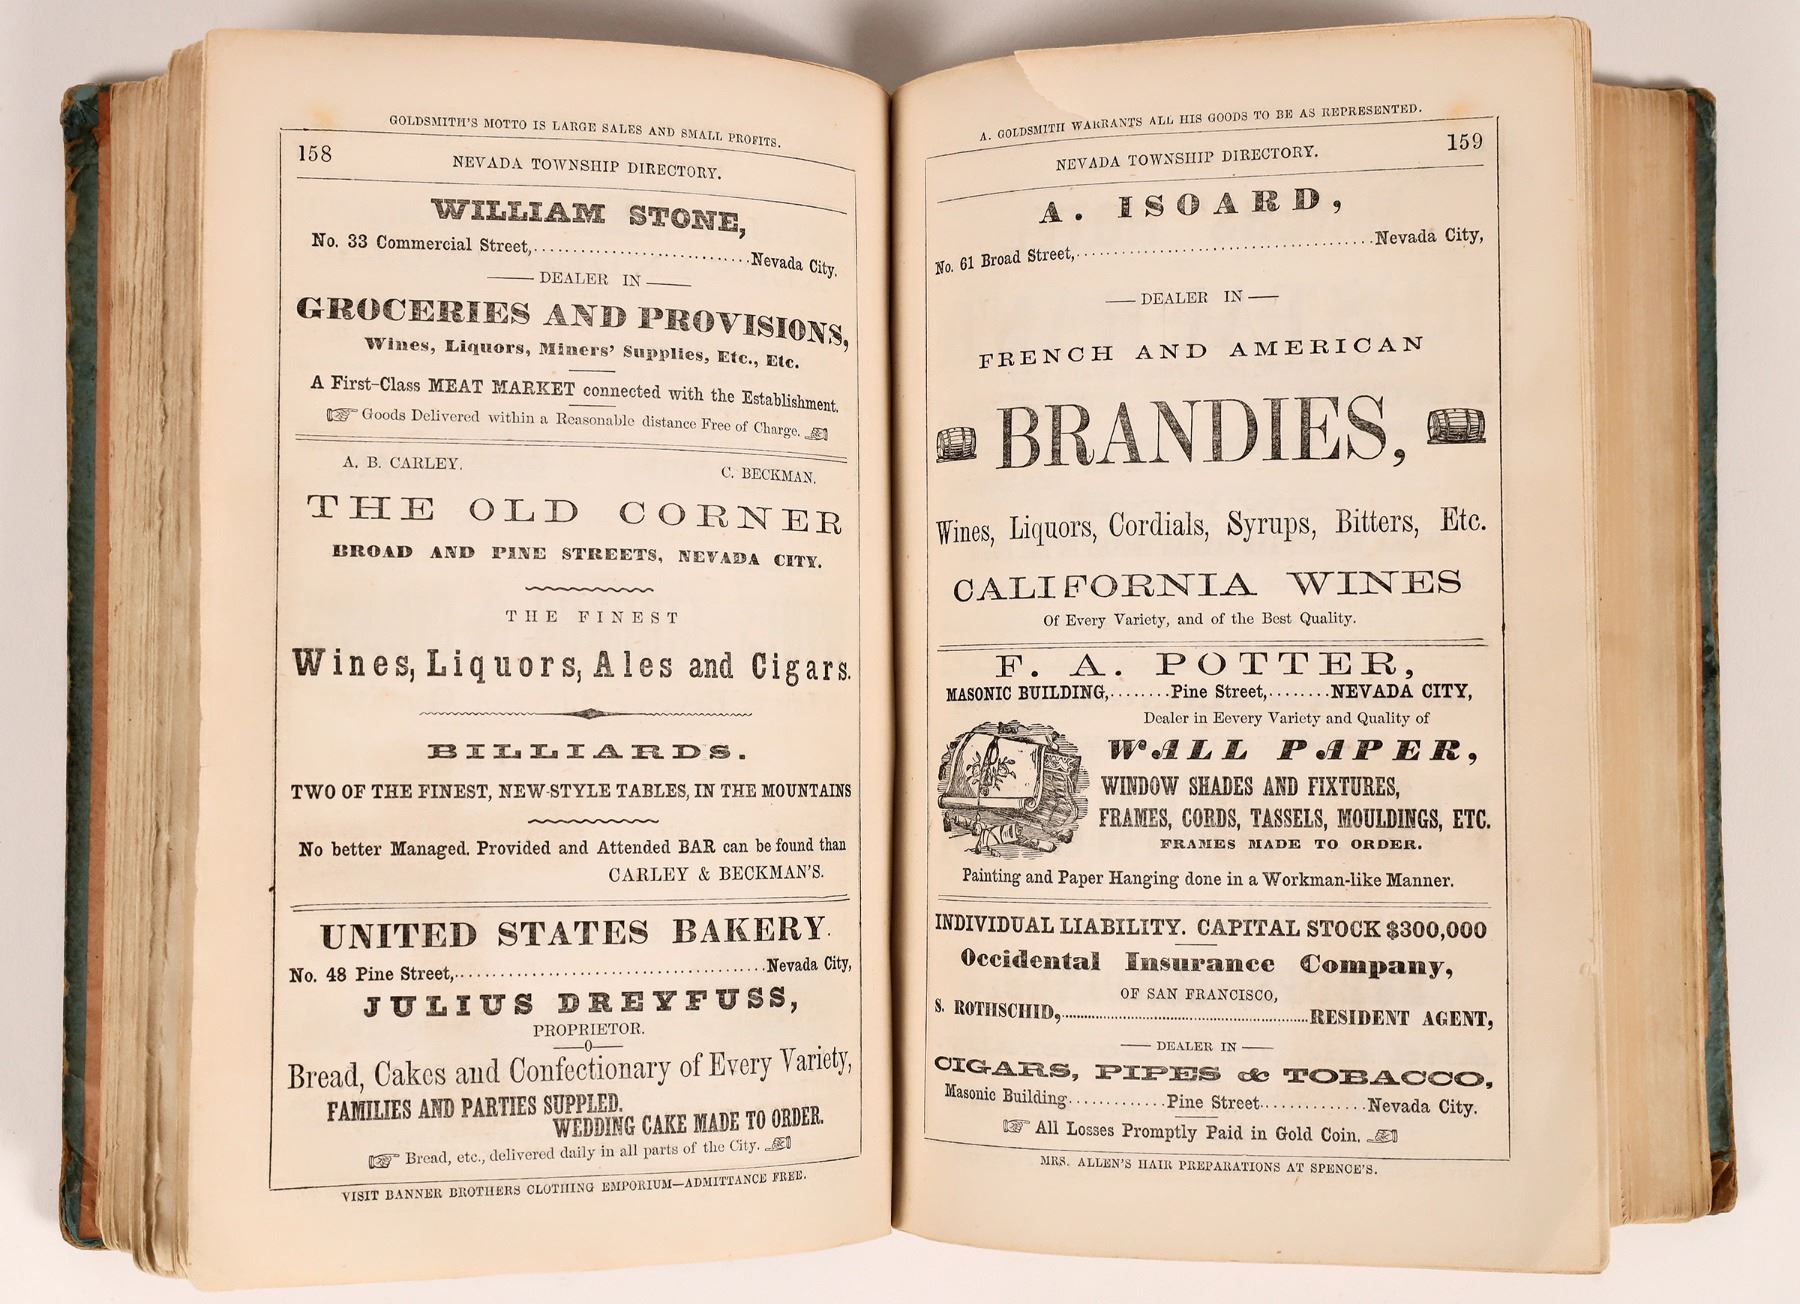 GOLDSMITH'S MOTTO IS LARGE SALES AND SMALL PROFITS.
158
NEVADA TOWNSHIP DIRECTORY.
WILLIAM STONE,
No. 33 Commercial Street,..............................Nevada City.
DEALER IN
GROCERIES AND PROVISIONS,
Wines, Liquors, Miners' Supplies, Etc., Etc.
A First-Class MEAT MARKET connected with the Establishment.
Goods Delivered within a Reasonable distance Free of Charge.
A. B. CARLEY.
C. BECKMAN.
THE OLD CORNER
BROAD AND PINE STREETS, NEVADA CITY.
THE FINEST
Wines, Liquors, Ales and Cigars.
BILLIARDS.
TWO OF THE FINEST, NEW-STYLE TABLES, IN THE MOUNTAINS
No better Managed. Provided and Attended BAR can be found than
CARLEY & BECKMAN'S.
UNITED STATES BAKERY.
No. 48 Pine Street,........................................Nevada City,
JULIUS DREYFUSS,
PROPRIETOR.
—0—
Bread, Cakes and Confectionary of Every Variety,
FAMILIES AND PARTIES SUPPLED.
WEDDING CAKE MADE TO ORDER.
Bread, etc., delivered daily in all parts of the City.
VISIT BANNER BROTHERS CLOTHING EMPORIUM—ADMITTANCE FREE.
A. GOLDSMITH WARRANTS ALL HIS GOODS TO BE AS REPRESENTED.
NEVADA TOWNSHIP DIRECTORY.
159
A. ISOARD,
No. 61 Broad Street,......................................Nevada City,
DEALER IN
FRENCH AND AMERICAN
BRANDIES,
Wines, Liquors, Cordials, Syrups, Bitters, Etc.
CALIFORNIA WINES
Of Every Variety, and of the Best Quality.
F. A. POTTER,
MASONIC BUILDING,........Pine Street,........NEVADA CITY,
Dealer in Eevery Variety and Quality of
WALL PAPER,
WINDOW SHADES AND FIXTURES,
FRAMES, CORDS, TASSELS, MOULDINGS, ETC.
FRAMES MADE TO ORDER.
Painting and Paper Hanging done in a Workman-like Manner.
INDIVIDUAL LIABILITY. CAPITAL STOCK $300,000
Occidental Insurance Company,
OF SAN FRANCISCO,
S. ROTHSCHID,..................................................RESIDENT AGENT,
DEALER IN
CIGARS, PIPES & TOBACCO,
Masonic Building............Pine Street.............Nevada City.
All Losses Promptly Paid in Gold Coin.
MRS. ALLEN'S HAIR PREPARATIONS AT SPENCE'S.